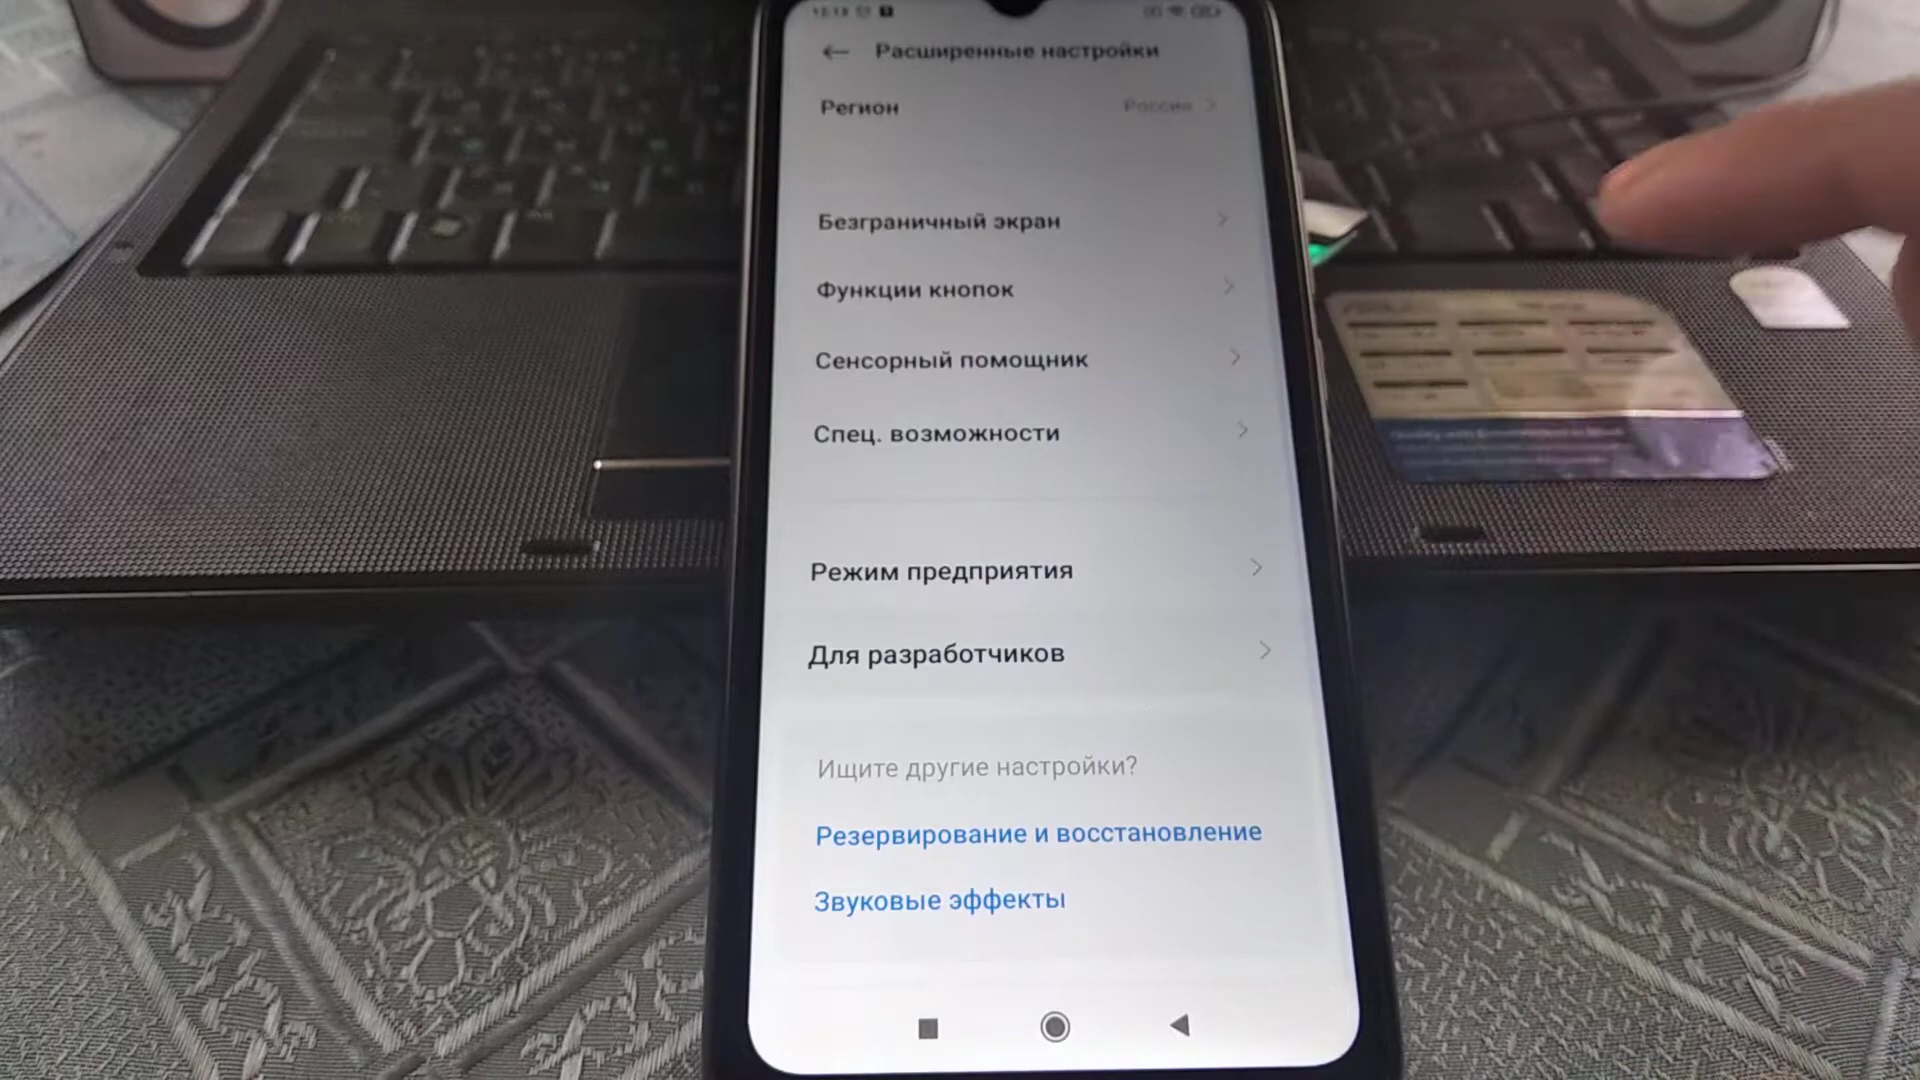 Расширенные настройки
Регион
Россия
Безграничный экран
Функции кнопок
Сенсорный помощник
Спец. возможности
Режим предприятия
Для разработчиков
Ищите другие настройки?
Резервирование и восстановление
Звуковые эффекты